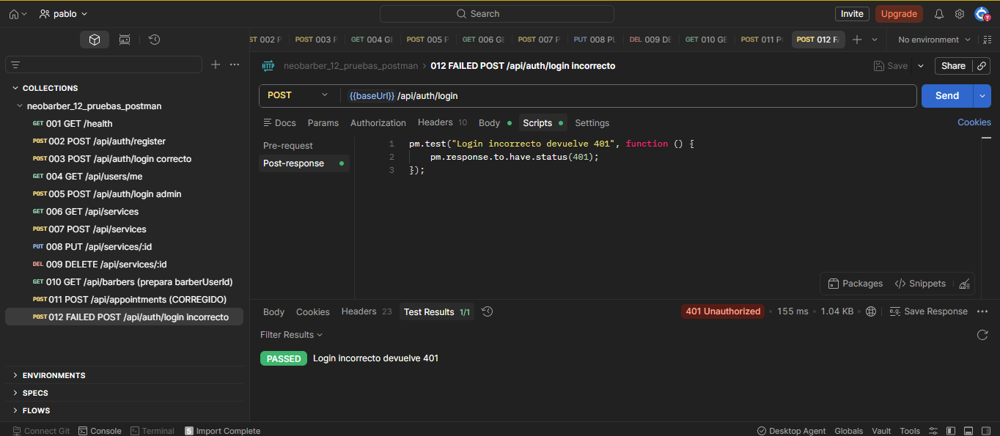 pablo
Search
Invite
Upgrade
ST 002 P
POST 003 P
GET 004 GE
POST 005 P
GET 006 GE
POST 007 P
PUT 008 PU
DEL 009 DE
GET 010 GE
POST 011 PO
POST 012 FA
No environment
HTTP
neobarber_12_pruebas_postman > 012 FAILED POST /api/auth/login incorrecto
Save
Share
COLLECTIONS
neobarber_12_pruebas_postman
GET 001 GET /health
POST 002 POST /api/auth/register
POST 003 POST /api/auth/login correcto
GET 004 GET /api/users/me
POST 005 POST /api/auth/login admin
GET 006 GET /api/services
POST 007 POST /api/services
PUT 008 PUT /api/services/:id
DEL 009 DELETE /api/services/:id
GET 010 GET /api/barbers (prepara barberUserId)
POST 011 POST /api/appointments (CORREGIDO)
POST 012 FAILED POST /api/auth/login incorrecto
ENVIRONMENTS
SPECS
FLOWS
POST
{{baseUrl}} /api/auth/login
Send
Docs
Params
Authorization
Headers 10
Body
Scripts
Settings
Cookies
Pre-request
Post-response
1 pm.test("Login incorrecto devuelve 401", function () {
2 pm.response.to.have.status(401);
3 });
Packages
</> Snippets
Body
Cookies
Headers 23
Test Results 1/1
401 Unauthorized
155 ms
1.04 KB
e.g. Save Response
Filter Results
PASSED Login incorrecto devuelve 401
Connect Git
Console
Terminal
5 Import Complete
Desktop Agent
Globals
Vault
Tools